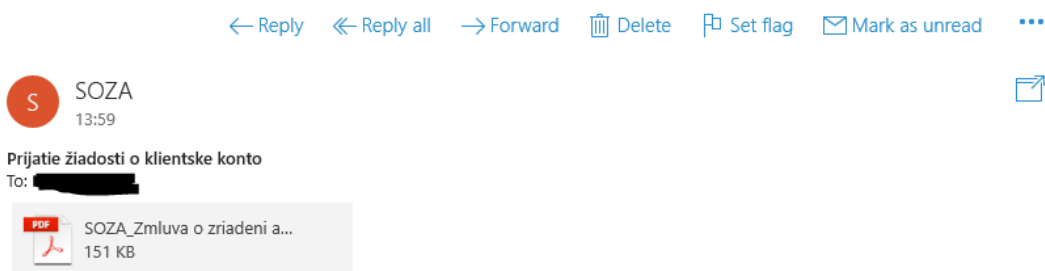 Reply Reply all Forward Delete Set flag Mark as unread
S
SOZA
13:59
Prijatie žiadosti o klientske konto
To:
PDF
SOZA_Zmluva o zriadeni a...
151 KB